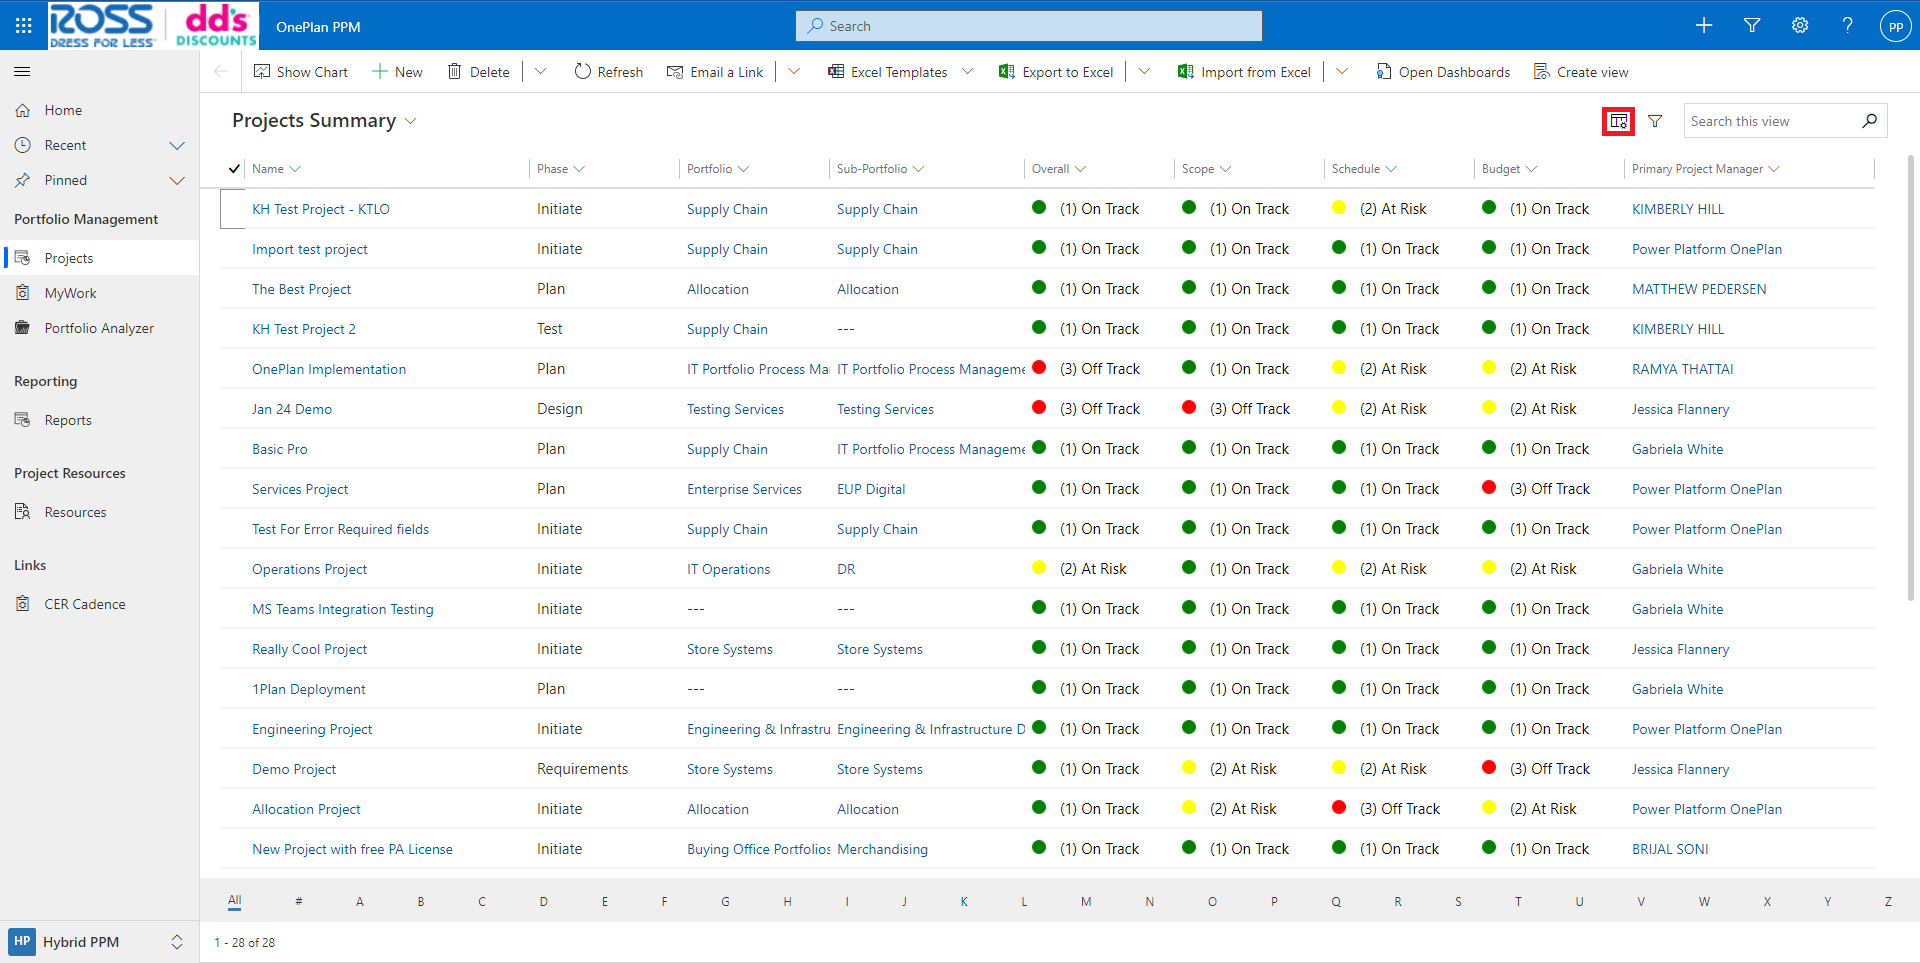 ROSS DRESS FOR LESS® dd's DISCOUNTS OnePlan PPM Search PP
Show Chart New Delete Refresh Email a Link Excel Templates Export to Excel Import from Excel Open Dashboards Create view
Home
Recent
Pinned
Portfolio Management
Projects
MyWork
Portfolio Analyzer
Reporting
Reports
Project Resources
Resources
Links
CER Cadence
HP Hybrid PPM
Projects Summary Search this view
Name Phase Portfolio Sub-Portfolio Overall Scope Schedule Budget Primary Project Manager
KH Test Project - KTLO Initiate Supply Chain Supply Chain (1) On Track (1) On Track (2) At Risk (1) On Track KIMBERLY HILL
Import test project Initiate Supply Chain Supply Chain (1) On Track (1) On Track (1) On Track (1) On Track Power Platform OnePlan
The Best Project Plan Allocation Allocation (1) On Track (1) On Track (1) On Track (1) On Track MATTHEW PEDERSEN
KH Test Project 2 Test Supply Chain --- (1) On Track (1) On Track (1) On Track (1) On Track KIMBERLY HILL
OnePlan Implementation Plan IT Portfolio Process Ma IT Portfolio Process Manageme (3) Off Track (1) On Track (2) At Risk (2) At Risk RAMYA THATTAI
Jan 24 Demo Design Testing Services Testing Services (3) Off Track (3) Off Track (2) At Risk (2) At Risk Jessica Flannery
Basic Pro Plan Supply Chain IT Portfolio Process Manageme (1) On Track (1) On Track (1) On Track (1) On Track Gabriela White
Services Project Plan Enterprise Services EUP Digital (1) On Track (1) On Track (1) On Track (3) Off Track Power Platform OnePlan
Test For Error Required fields Initiate Supply Chain Supply Chain (1) On Track (1) On Track (1) On Track (1) On Track Power Platform OnePlan
Operations Project Initiate IT Operations DR (2) At Risk (1) On Track (2) At Risk (2) At Risk Gabriela White
MS Teams Integration Testing Initiate --- --- (1) On Track (1) On Track (1) On Track (1) On Track Gabriela White
Really Cool Project Initiate Store Systems Store Systems (1) On Track (1) On Track (1) On Track (1) On Track Jessica Flannery
1Plan Deployment Plan --- --- (1) On Track (1) On Track (1) On Track (1) On Track Gabriela White
Engineering Project Initiate Engineering & Infrastru Engineering & Infrastructure D (1) On Track (1) On Track (1) On Track (1) On Track Power Platform OnePlan
Demo Project Requirements Store Systems Store Systems (1) On Track (2) At Risk (2) At Risk (3) Off Track Jessica Flannery
Allocation Project Initiate Allocation Allocation (1) On Track (2) At Risk (3) Off Track (2) At Risk Power Platform OnePlan
New Project with free PA License Initiate Buying Office Portfolios Merchandising (1) On Track (1) On Track (1) On Track (1) On Track BRIJAL SONI
All # A B C D E F G H I J K L M N O P Q R S T U V W X Y Z
1 - 28 of 28